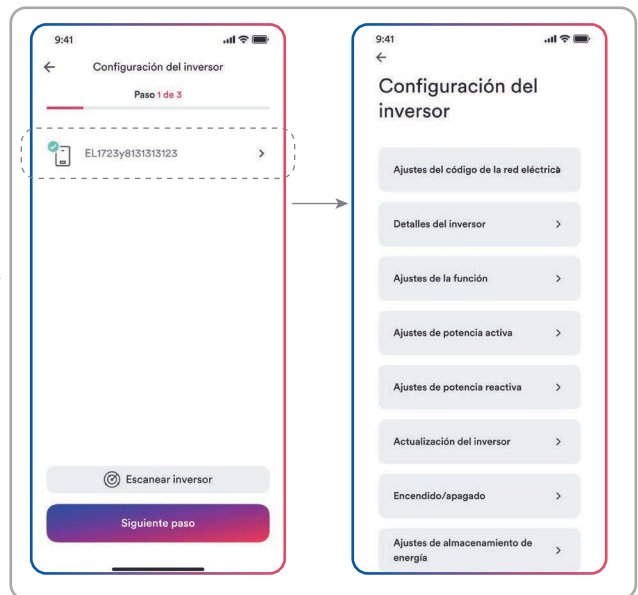 9:41
Configuración del inversor
Paso 1 de 3
EL1723y8131313123
Escanear inversor
Siguiente paso
9:41
Configuración del
inversor
Ajustes del código de la red eléctrica
Detalles del inversor
Ajustes de la función
Ajustes de potencia activa
Ajustes de potencia reactiva
Actualización del inversor
Encendido/apagado
Ajustes de almacenamiento de
energía